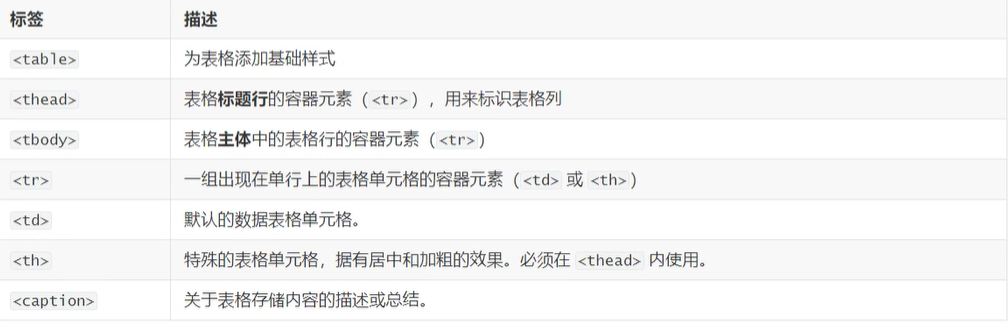 标签 描述
<table> 为表格添加基础样式
<thead> 表格标题行的容器元素（<tr>），用来标识表格列
<tbody> 表格主体中的表格行的容器元素（<tr>）
<tr> 一组出现在单行上的表格单元格的容器元素（<td> 或 <th>）
<td> 默认的数据表格单元格。
<th> 特殊的表格单元格，据有居中和加粗的效果。必须在 <thead> 内使用。
<caption> 关于表格存储内容的描述或总结。